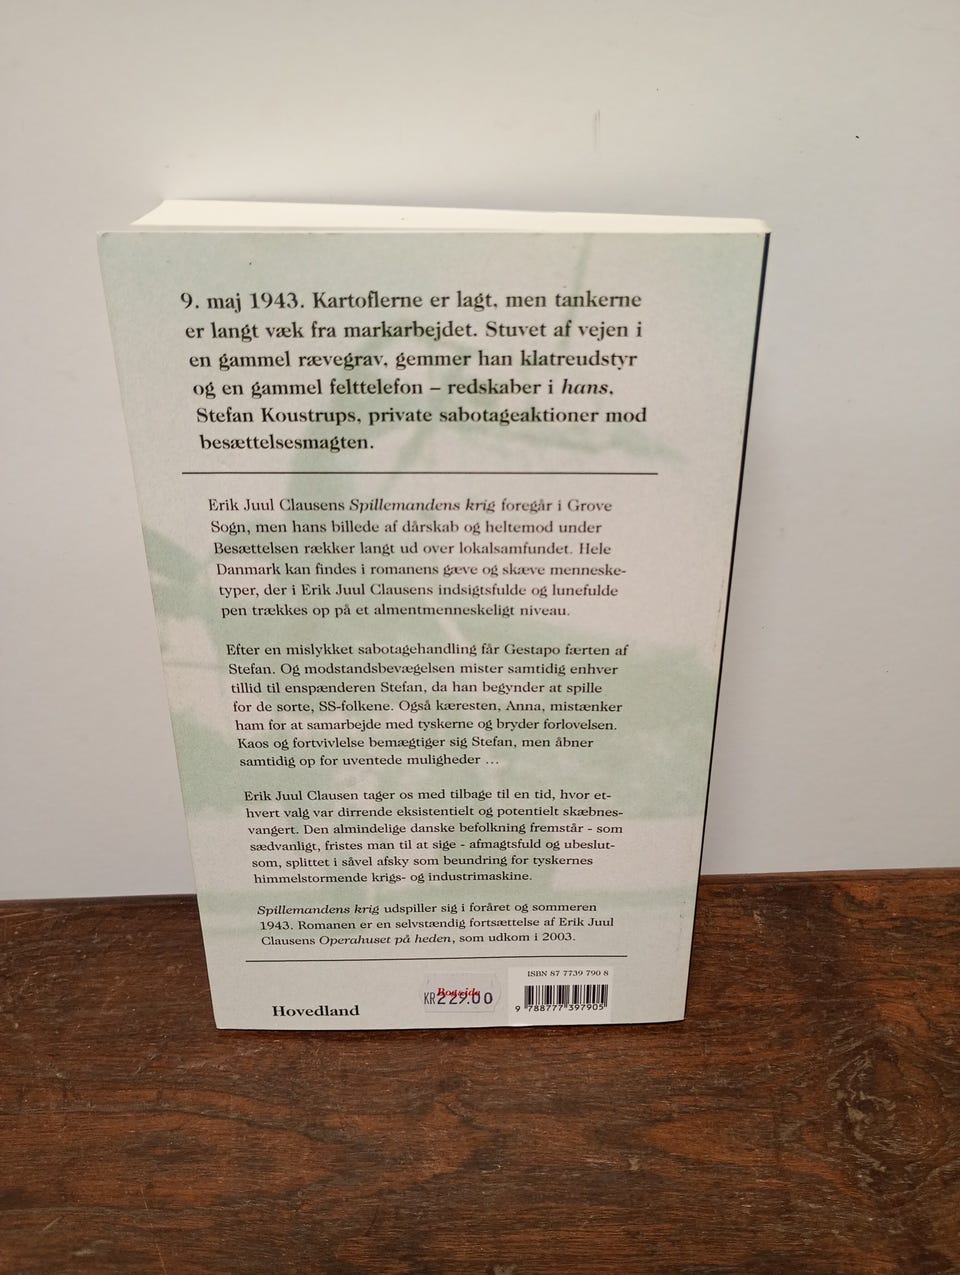 9. maj 1943. Kartoflerne er lagt, men tankerne
er langt væk fra markarbejdet. Stuvet af vejen i
en gammel rævegrav, gemmer han klatreudstyr
og en gammel felttelefon – redskaber i hans,
Stefan Koustrups, private sabotageaktioner mod
besættelsesmagten.
Erik Juul Clausens Spillemandens krig foregår i Grove
Sogn, men hans billede af dårskab og heltemod under
Besættelsen rækker langt ud over lokalsamfundet. Hele
Danmark kan findes i romanens gæve og skæve menneske-
typer, der i Erik Juul Clausens indsigtsfulde og lunefulde
pen trækkes op på et almentmenneskeligt niveau.
Efter en mislykket sabotagehandling får Gestapo færten af
Stefan. Og modstandsbevægelsen mister samtidig enhver
tillid til enspænderen Stefan, da han begynder at spille
for de sorte, SS-folkene. Også kæresten, Anna, mistænker
ham for at samarbejde med tyskerne og bryder forlovelsen.
Kaos og fortvivlelse bemægtiger sig Stefan, men åbner
samtidig op for uventede muligheder …
Erik Juul Clausen tager os med tilbage til en tid, hvor et-
hvert valg var dirrende eksistentielt og potentielt skæbnes-
vangert. Den almindelige danske befolkning fremstår - som
sædvanligt, fristes man til at sige - afmagtsfuld og ubeslut-
som, splittet i såvel afsky som beundring for tyskernes
himmelstormende krigs- og industrimaskine.
Spillemandens krig udspiller sig i foråret og sommeren
1943. Romanen er en selvstændig fortsættelse af Erik Juul
Clausens Operahuset på heden, som udkom i 2003.
Hovedland
Bogsiden
KR 229.00
ISBN 87 7739 790 8
9 788777 397905